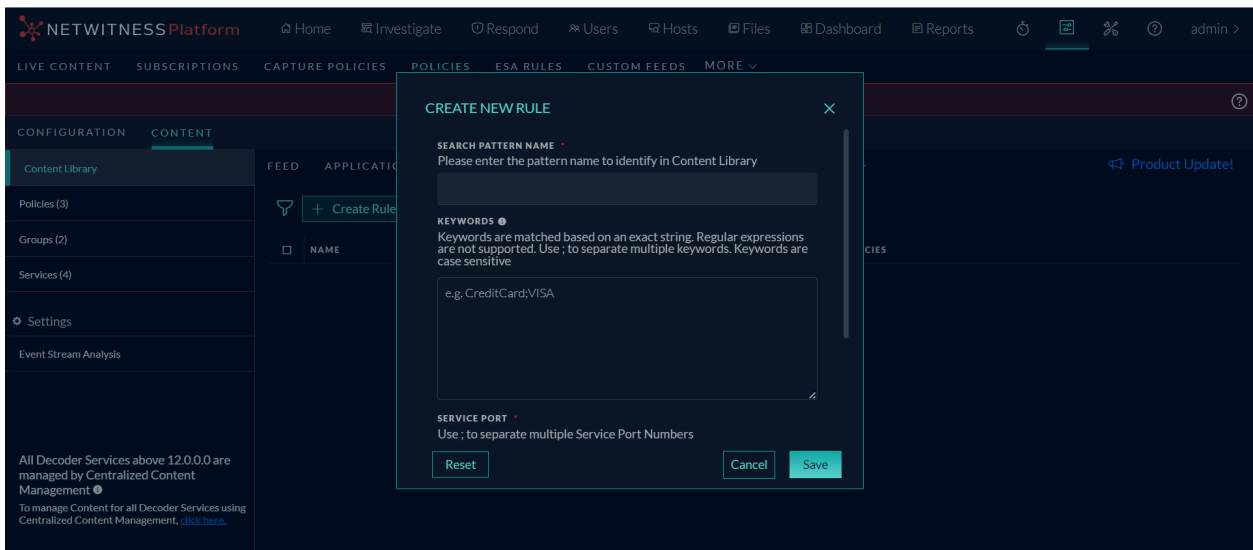 NETWITNESS Platform
Home Investigate Respond Users Hosts Files Dashboard Reports admin >
LIVE CONTENT SUBSCRIPTIONS CAPTURE POLICIES POLICIES ESA RULES CUSTOM FEEDS MORE
CONFIGURATION CONTENT
Content Library
Policies (3)
Groups (2)
Services (4)
Settings
Event Stream Analysis
All Decoder Services above 12.0.0.0 are
managed by Centralized Content
Management
To manage Content for all Decoder Services using
Centralized Content Management, click here.
FEED
Product Update!
+ Create Rule
NAME
CREATE NEW RULE
SEARCH PATTERN NAME *
Please enter the pattern name to identify in Content Library
KEYWORDS
Keywords are matched based on an exact string. Regular expressions
are not supported. Use ; to separate multiple keywords. Keywords are
case sensitive
e.g. CreditCard;VISA
SERVICE PORT *
Use ; to separate multiple Service Port Numbers
Reset Cancel Save